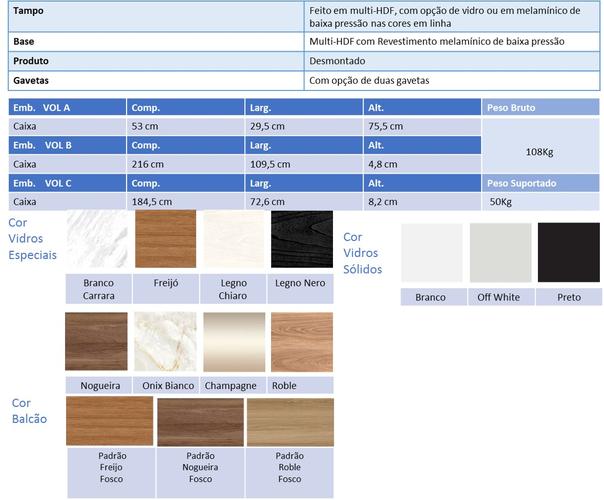 Tampo
Feito em multi-HDF, com opção de vidro ou em melamínico de
baixa pressão nas cores em linha
Base
Multi-HDF com Revestimento melamínico de baixa pressão
Produto
Desmontado
Gavetas
Com opção de duas gavetas
Emb. VOL A Comp. Larg. Alt. Peso Bruto
Caixa 53 cm 29,5 cm 75,5 cm
Emb. VOL B Comp. Larg. Alt.
108Kg
Caixa 216 cm 109,5 cm 4,8 cm
Emb. VOL C Comp. Larg. Alt. Peso Suportado
Caixa 184,5 cm 72,6 cm 8,2 cm 50Kg
Cor
Vidros
Especiais
Branco
Carrara
Freijó
Legno
Chiaro
Legno Nero
Cor
Vidros
Sólidos
Branco
Off White
Preto
Nogueira
Onix Bianco
Champagne
Roble
Cor
Balcão
Padrão
Freijo
Fosco
Padrão
Nogueira
Fosco
Padrão
Roble
Fosco